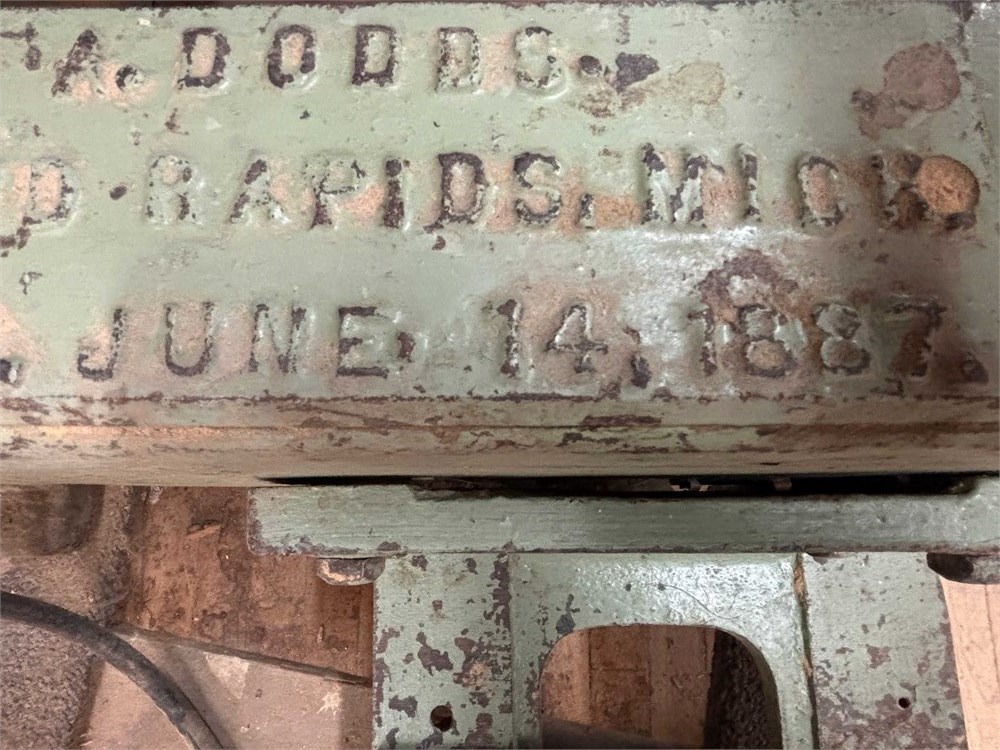 A. DODDS.
D. RAPIDS. MICH
. JUNE. 14, 1887.